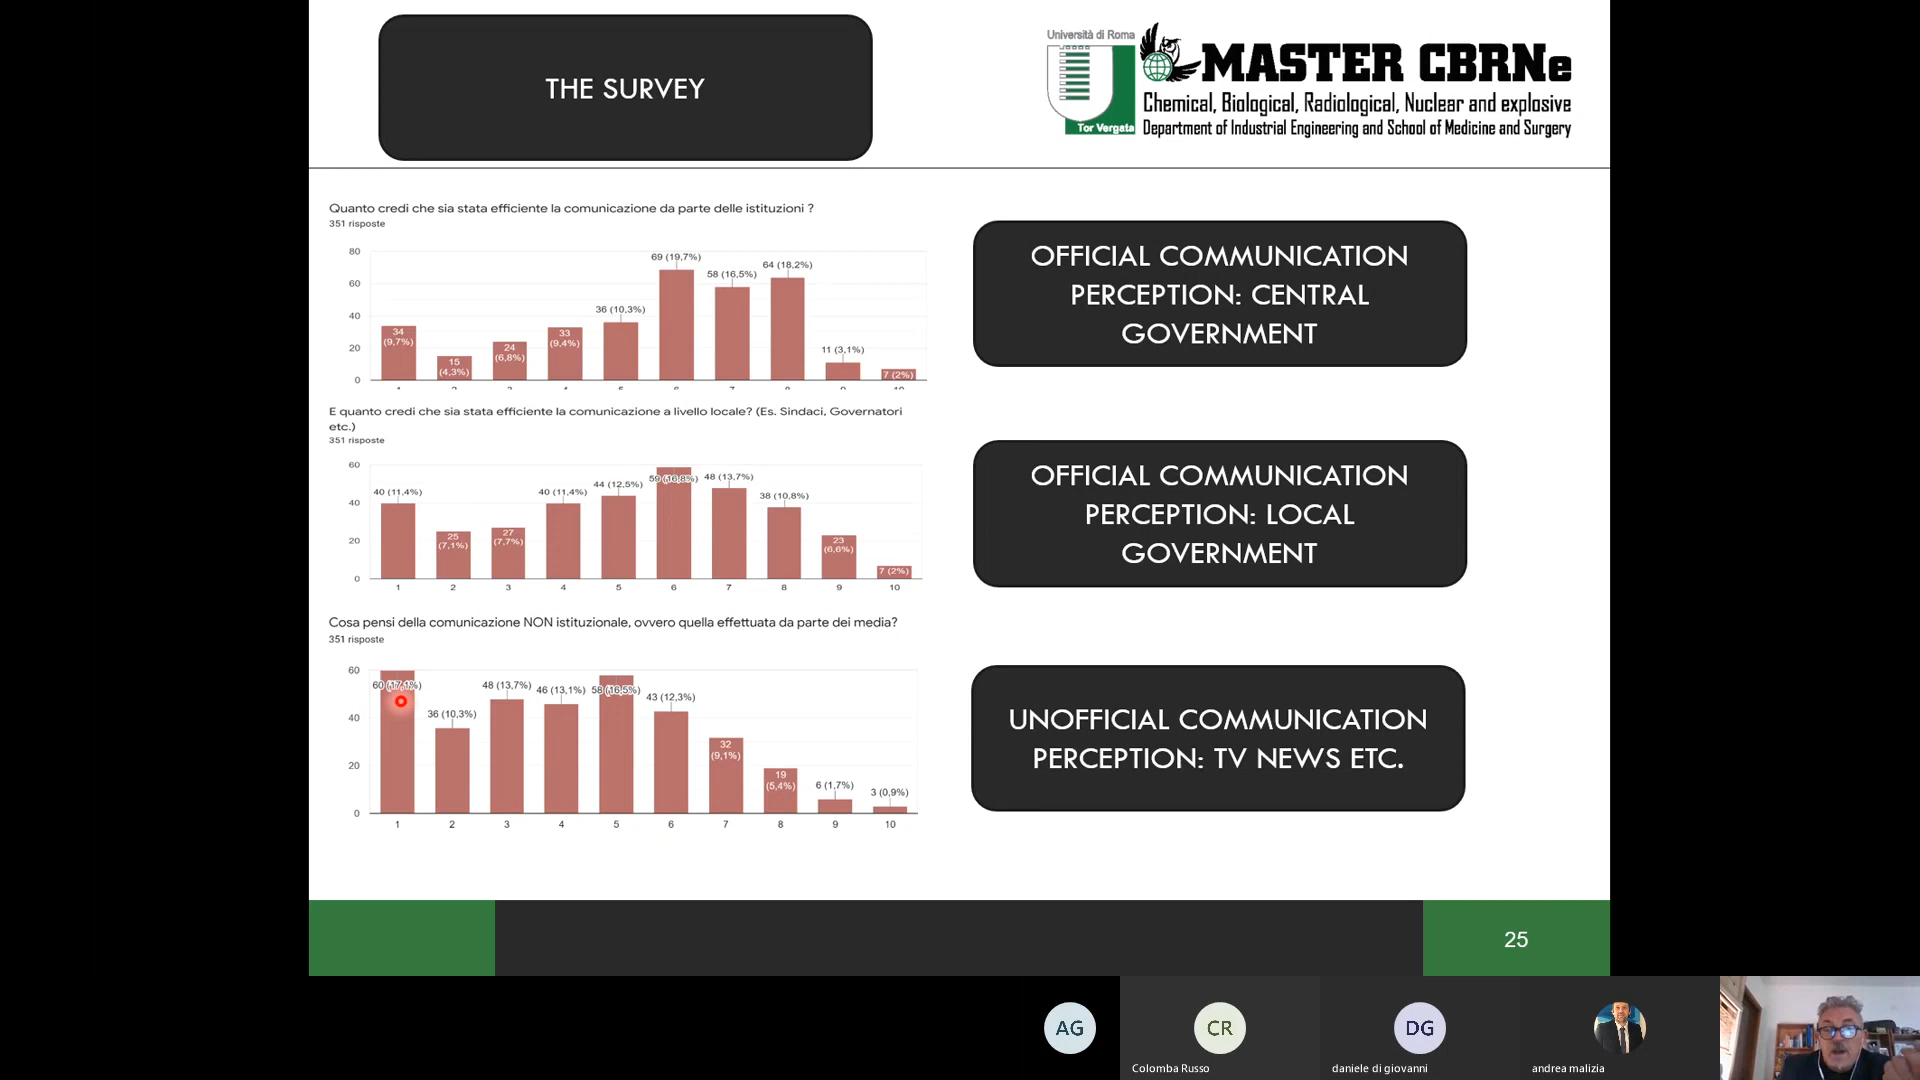 THE SURVEY
Università di Roma
Tor Vergata
MASTER CBRNe
Chemical, Biological, Radiological, Nuclear and explosive
Department of Industrial Engineering and School of Medicine and Surgery
Quanto credi che sia stata efficiente la comunicazione da parte delle istituzioni ?
351 risposte
80
60
40
20
0
34
(9,7%)
15
(4,3%)
24
(6,8%)
33
(9,4%)
36 (10,3%)
69 (19,7%)
58 (16,5%)
64 (18,2%)
11 (3,1%)
7 (2%)
OFFICIAL COMMUNICATION
PERCEPTION: CENTRAL
GOVERNMENT
E quanto credi che sia stata efficiente la comunicazione a livello locale? (Es. Sindaci, Governatori
etc.)
351 risposte
60
40
20
0
40 (11,4%)
25
(7,1%)
27
(7,7%)
40 (11,4%)
44 (12,5%)
59 (16,8%)
48 (13,7%)
38 (10,8%)
23
(6,6%)
7 (2%)
1 2 3 4 5 6 7 8 9 10
OFFICIAL COMMUNICATION
PERCEPTION: LOCAL
GOVERNMENT
Cosa pensi della comunicazione NON istituzionale, ovvero quella effettuata da parte dei media?
351 risposte
60
40
20
0
60 (17,1%)
36 (10,3%)
48 (13,7%)
46 (13,1%)
58 (16,5%)
43 (12,3%)
32
(9,1%)
19
(5,4%)
6 (1,7%)
3 (0,9%)
1 2 3 4 5 6 7 8 9 10
UNOFFICIAL COMMUNICATION
PERCEPTION: TV NEWS ETC.
25
AG
CR
Colomba Russo
DG
daniele di giovanni
andrea malizia